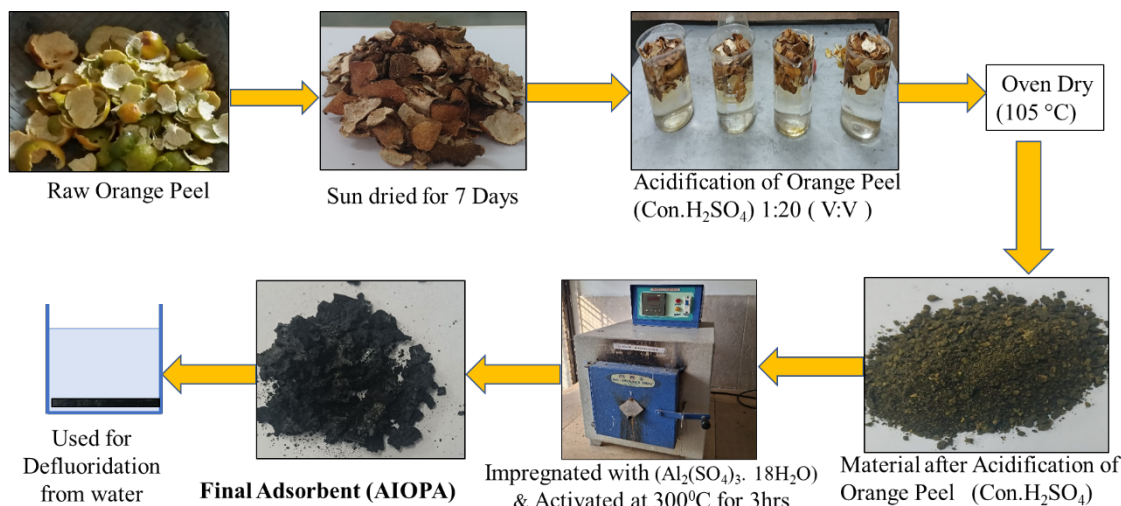 Raw Orange Peel
Sun dried for 7 Days
Acidification of Orange Peel
(Con.H₂SO₄) 1:20 ( V:V )
Oven Dry
(105 °C)
Used for
Defluoridation
from water
Final Adsorbent (AIOPA)
Impregnated with (Al₂(SO₄)₃. 18H₂O)
& Activated at 300⁰C for 3hrs
Material after Acidification of
Orange Peel (Con.H₂SO₄)